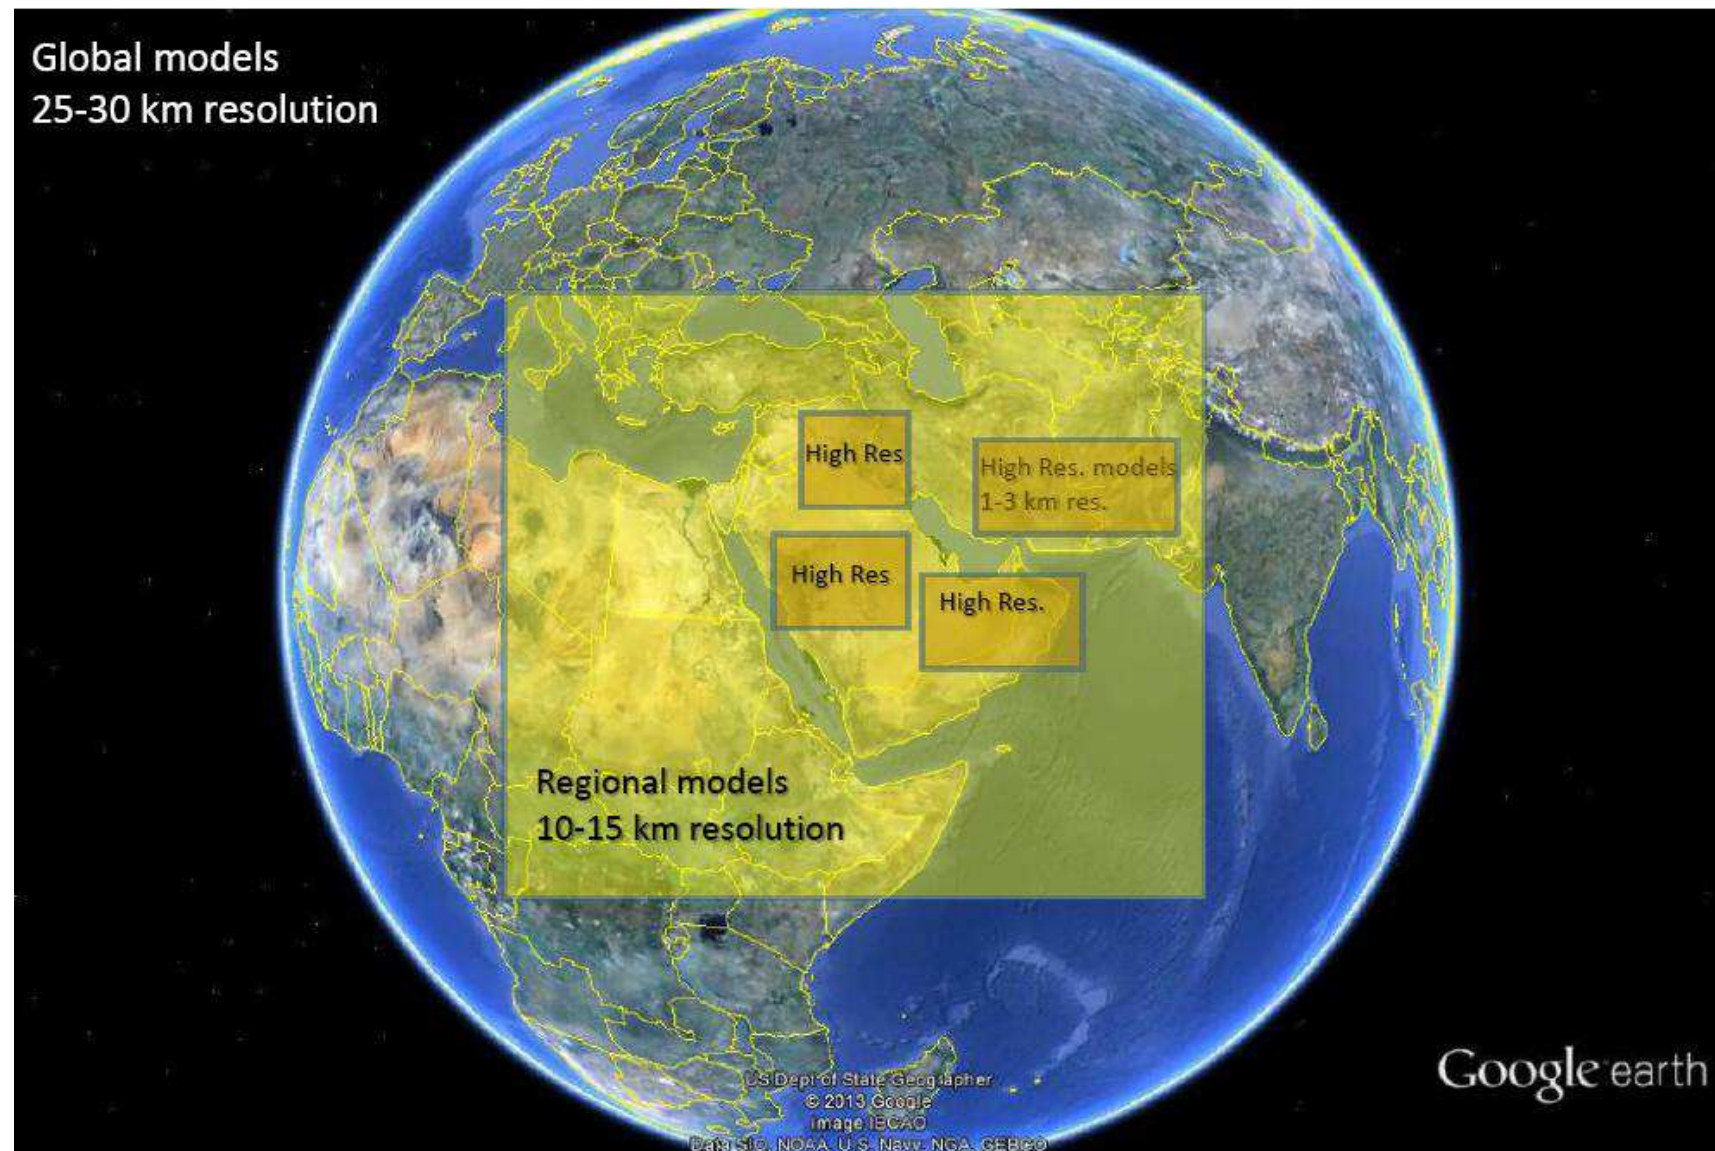 Global models
25-30 km resolution
High Res
High Res. models
1-3 km res.
High Res
High Res.
Regional models
10-15 km resolution
Google earth
US Dept of State Geographer
© 2013 Google
Image IBCAO
Data SIO, NOAA, U.S. Navy, NGA, GEBCO